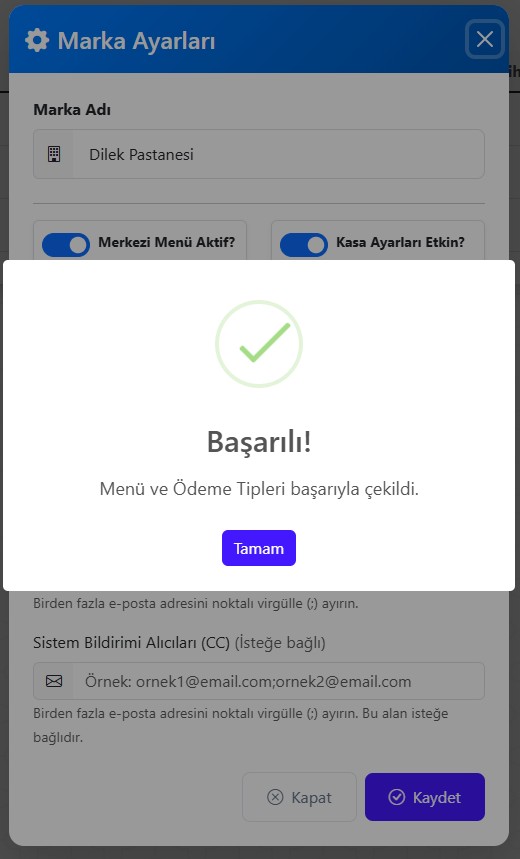 Marka Ayarları
Marka Adı
Dilek Pastanesi
Merkezi Menü Aktif?
Kasa Ayarları Etkin?
Başarılı!
Menü ve Ödeme Tipleri başarıyla çekildi.
Tamam
Birden fazla e-posta adresini noktalı virgülle (;) ayırın.
Sistem Bildirimi Alıcıları (CC) (İsteğe bağlı)
Örnek: ornek1@email.com;ornek2@email.com
Birden fazla e-posta adresini noktalı virgülle (;) ayırın. Bu alan isteğe
bağlıdır.
Kapat
Kaydet